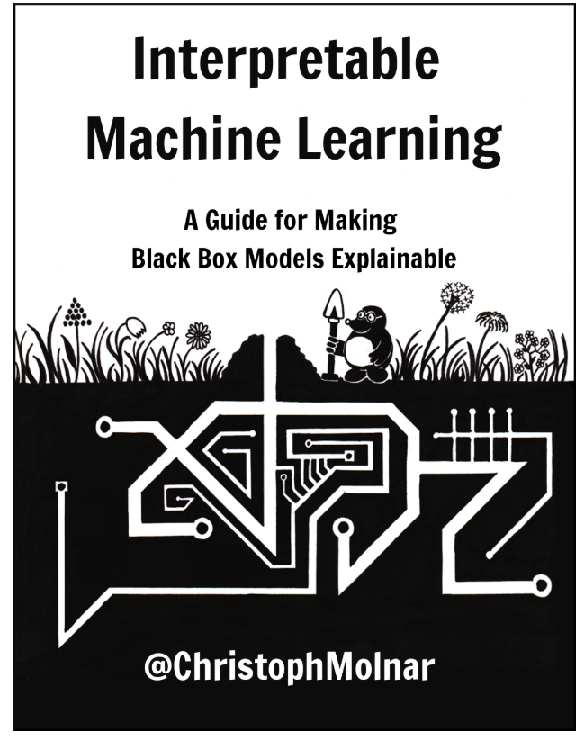 Interpretable
Machine Learning
A Guide for Making
Black Box Models Explainable
@ChristophMolnar